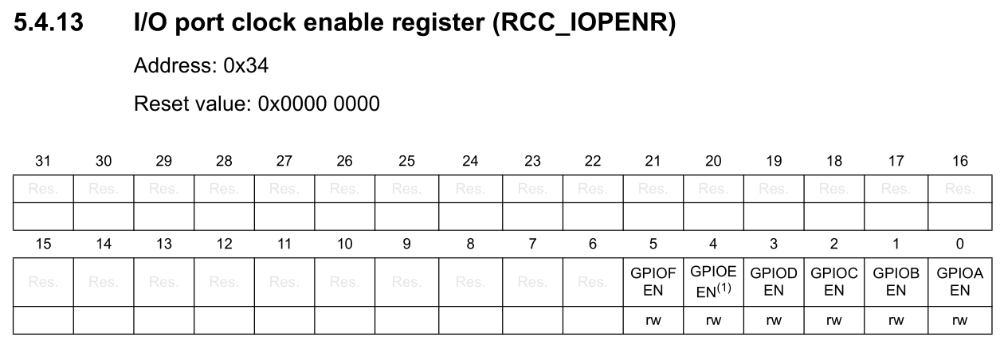 5.4.13 I/O port clock enable register (RCC_IOPENR)
Address: 0x34
Reset value: 0x0000 0000
31 30 29 28 27 26 25 24 23 22 21 20 19 18 17 16
Res. Res. Res. Res. Res. Res. Res. Res. Res. Res. Res. Res. Res. Res. Res. Res.
15 14 13 12 11 10 9 8 7 6 5 4 3 2 1 0
Res. Res. Res. Res. Res. Res. Res. Res. Res. Res. GPIOF GPIOE GPIOD GPIOC GPIOB GPIOA
EN EN(1) EN EN EN EN
rw rw rw rw rw rw